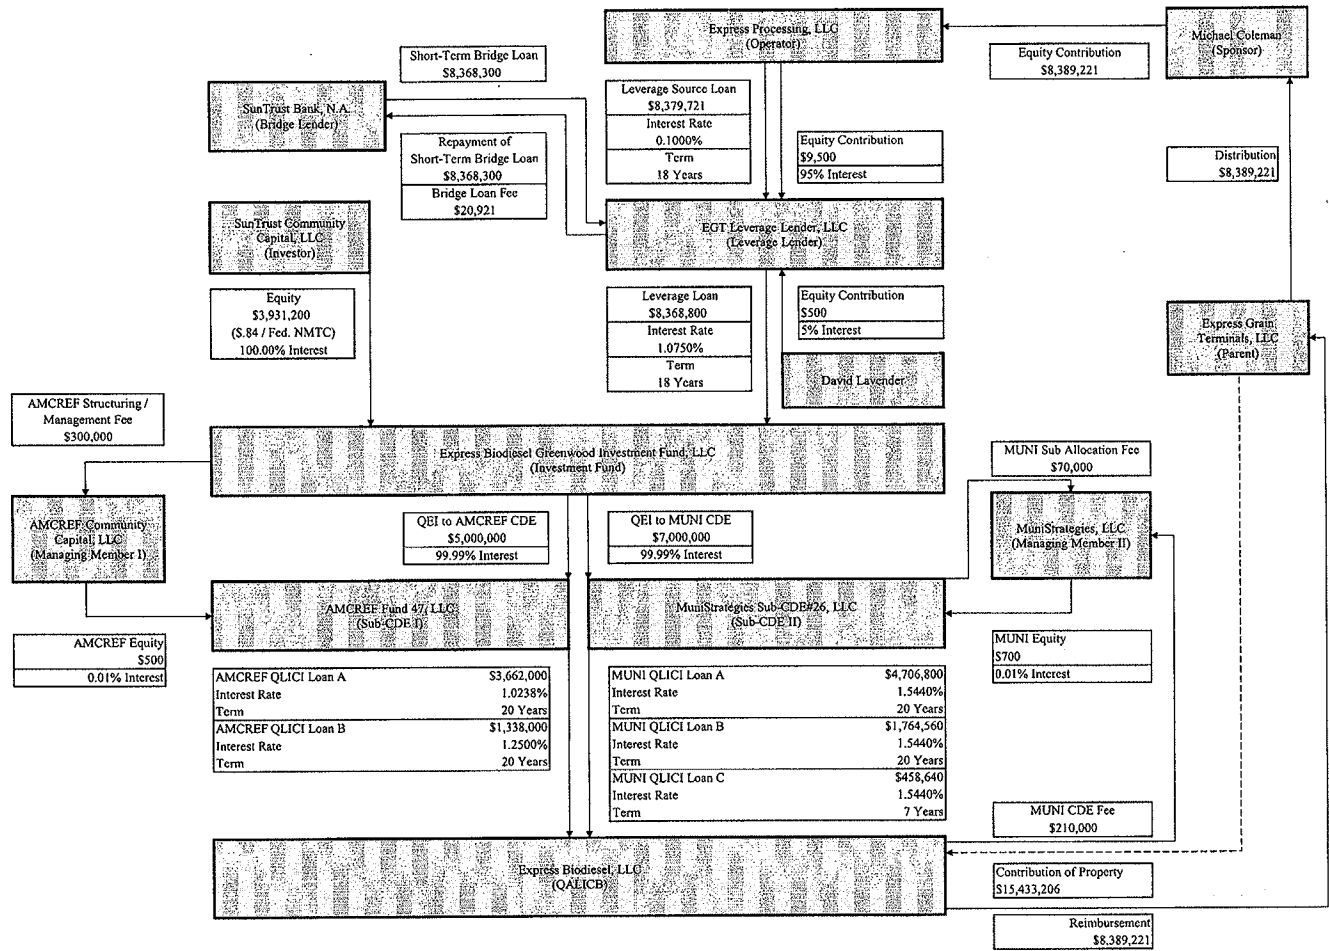 Express Processing, LLC
(Operator)
Michael Coleman
(Sponsor)
Equity Contribution
$8,389,221
Short-Term Bridge Loan
$8,368,300
SunTrust Bank, N.A.
(Bridge Lender)
Leverage Source Loan
$8,379,721
Interest Rate
0.1000%
Term
18 Years
Equity Contribution
$9,500
95% Interest
Repayment of
Short-Term Bridge Loan
$8,368,300
Bridge Loan Fee
$20,921
Distribution
$8,389,221
SunTrust Community
Capital, LLC
(Investor)
EGT Leverage Lender, LLC
(Leverage Lender)
Equity
$3,931,200
($.84 / Fed. NMTC)
100.00% Interest
Leverage Loan
$8,368,800
Interest Rate
1.0750%
Term
18 Years
Equity Contribution
$500
5% Interest
Express Grain
Terminals, LLC
(Parent)
David Lavender
AMCREF Structuring /
Management Fee
$300,000
Express Biodiesel Greenwood Investment Fund, LLC
(Investment Fund)
MUNI Sub Allocation Fee
$70,000
AMCREF Community
Capital, LLC
(Managing Member I)
QEI to AMCREF CDE
$5,000,000
99.99% Interest
QEI to MUNI CDE
$7,000,000
99.99% Interest
MuniStrategies, LLC
(Managing Member II)
AMCREF Fund 47, LLC
(Sub-CDE I)
MuniStrategies Sub-CDE#26, LLC
(Sub-CDE II)
AMCREF Equity
$500
0.01% Interest
MUNI Equity
$700
0.01% Interest
AMCREF QLICI Loan A $3,662,000
Interest Rate 1.0238%
Term 20 Years
AMCREF QLICI Loan B $1,338,000
Interest Rate 1.2500%
Term 20 Years
MUNI QLICI Loan A $4,706,800
Interest Rate 1.5440%
Term 20 Years
MUNI QLICI Loan B $1,764,560
Interest Rate 1.5440%
Term 20 Years
MUNI QLICI Loan C $458,640
Interest Rate 1.5440%
Term 7 Years
MUNI CDE Fee
$210,000
Express Biodiesel, LLC
(QALICB)
Contribution of Property
$15,433,206
Reimbursement
$8,389,221